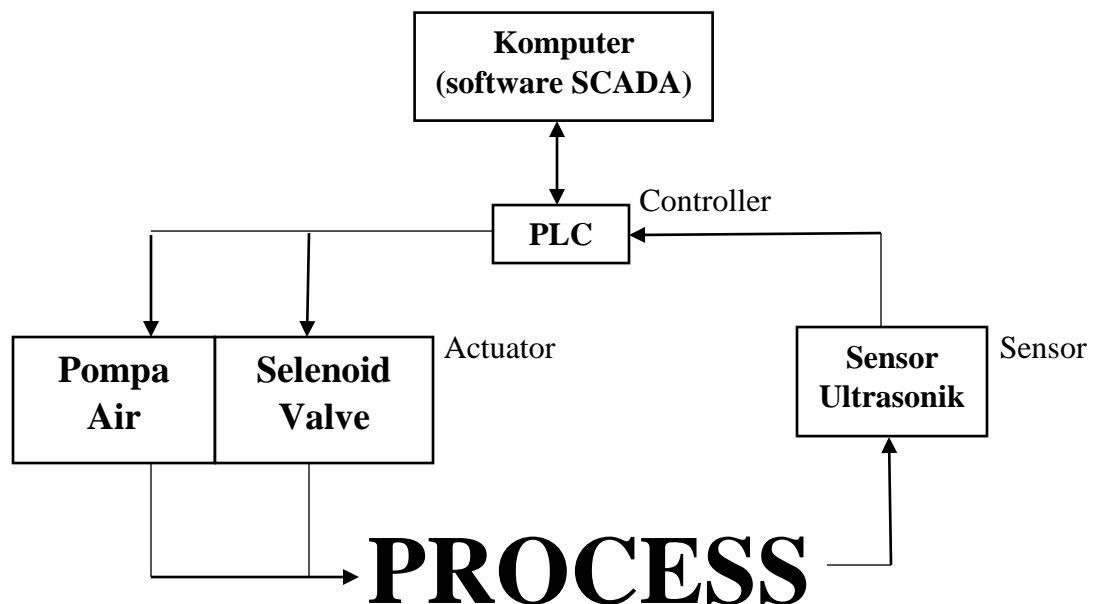 Komputer
(software SCADA)
Controller
PLC
Pompa
Air
Selenoid
Valve
Actuator
Sensor
Ultrasonik
Sensor
PROCESS